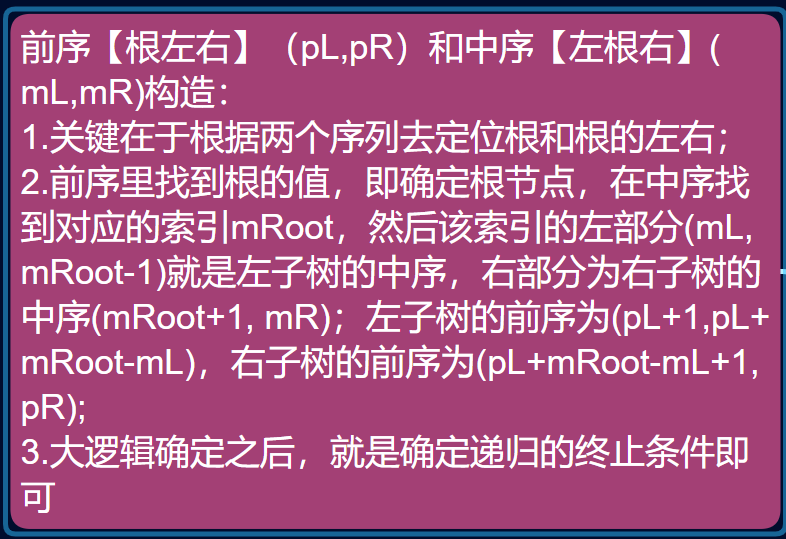 前序【根左右】（pL,pR）和中序【左根右】(
mL,mR)构造：
1.关键在于根据两个序列去定位根和根的左右；
2.前序里找到根的值，即确定根节点，在中序找
到对应的索引mRoot，然后该索引的左部分(mL,
mRoot-1)就是左子树的中序，右部分为右子树的
中序(mRoot+1, mR)；左子树的前序为(pL+1,pL+
mRoot-mL)，右子树的前序为(pL+mRoot-mL+1,
pR);
3.大逻辑确定之后，就是确定递归的终止条件即
可